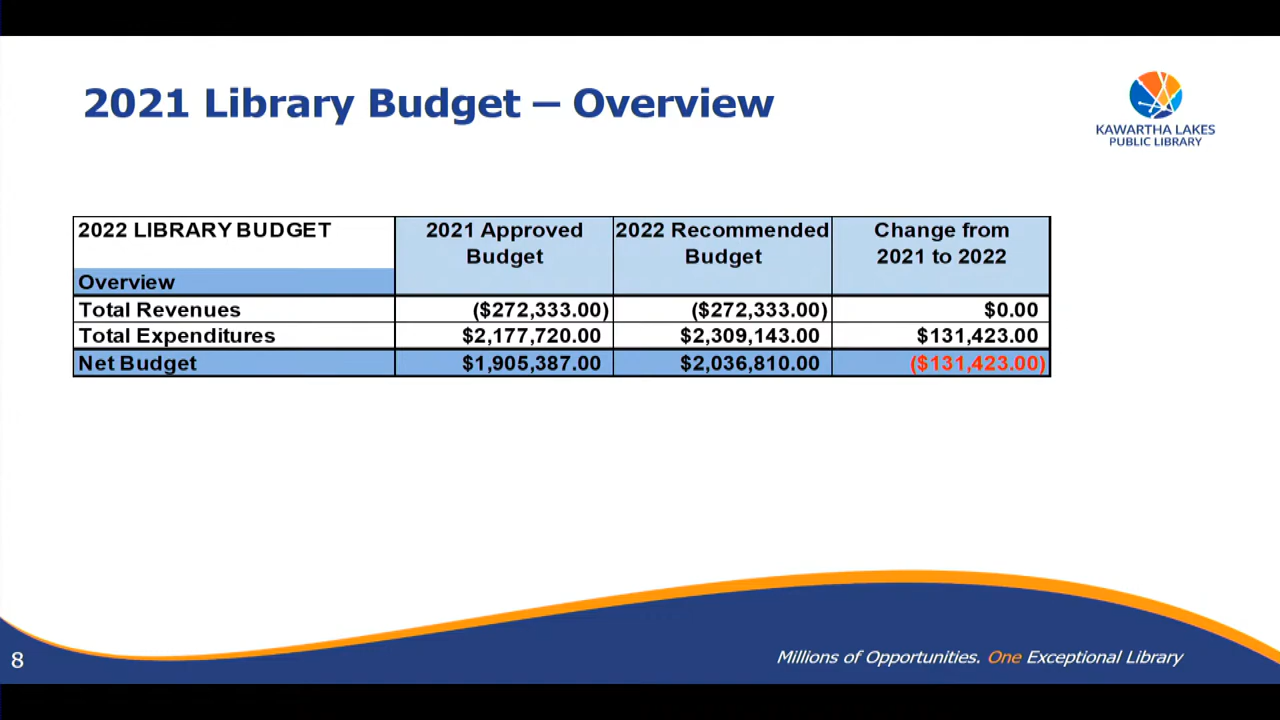 2021 Library Budget – Overview
KAWARTHA LAKES
PUBLIC LIBRARY
2022 LIBRARY BUDGET 2021 Approved 2022 Recommended Change from
Budget Budget 2021 to 2022
Overview
Total Revenues ($272,333.00) ($272,333.00) $0.00
Total Expenditures $2,177,720.00 $2,309,143.00 $131,423.00
Net Budget $1,905,387.00 $2,036,810.00 ($131,423.00)
8
Millions of Opportunities. One Exceptional Library